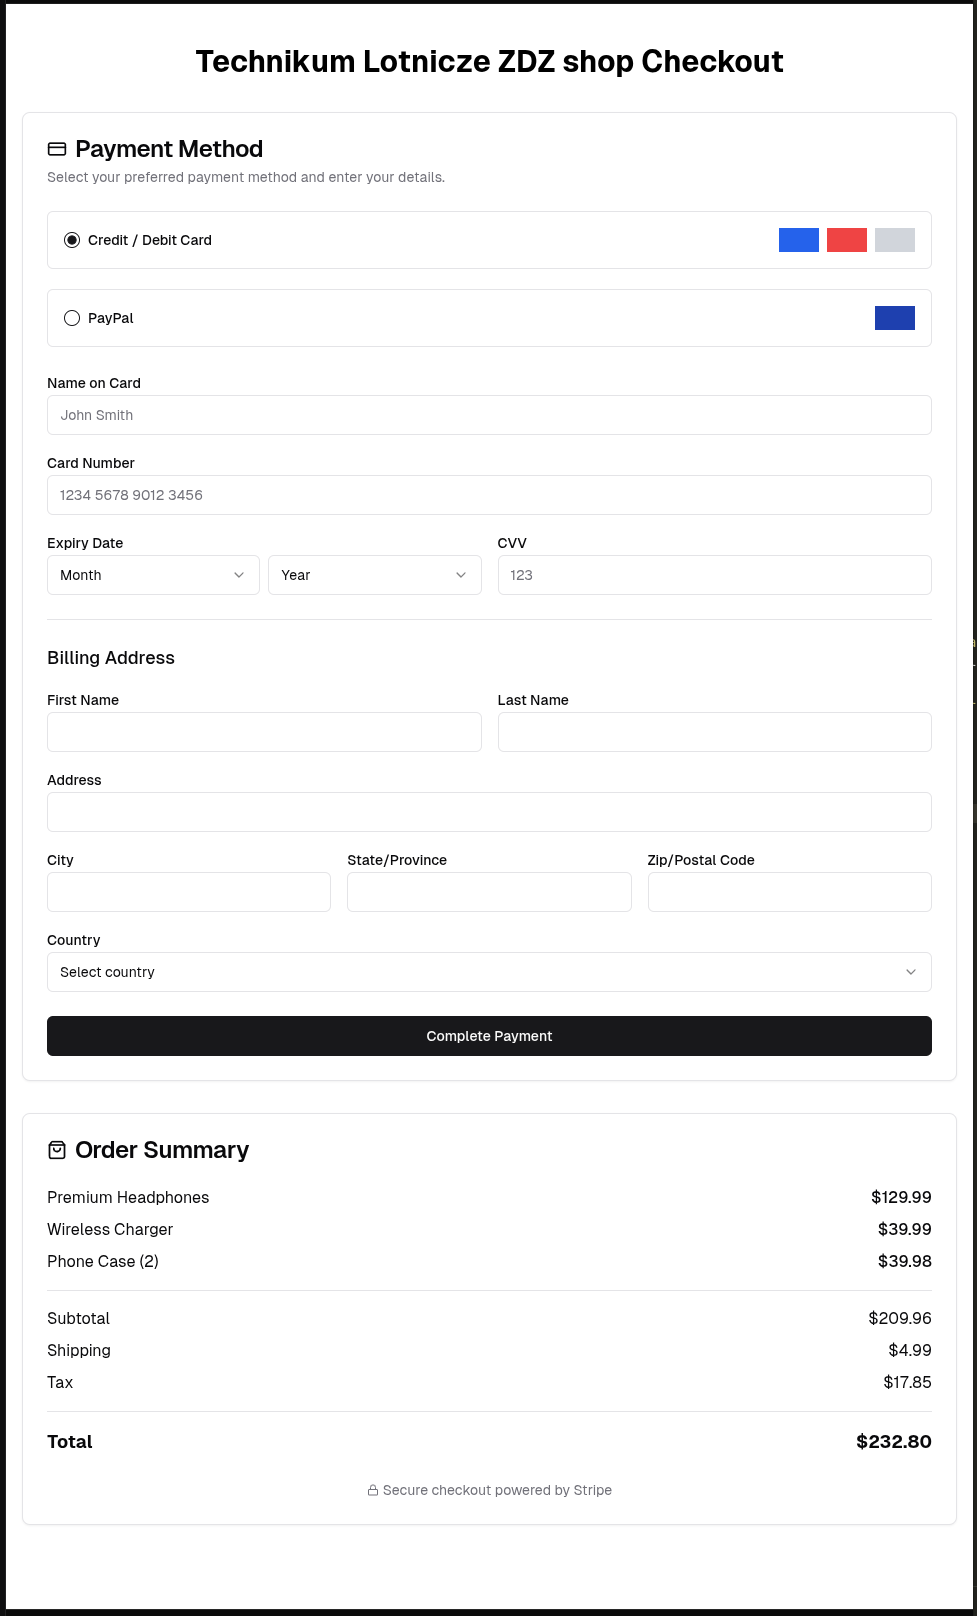 Technikum Lotnicze ZDZ shop Checkout
Payment Method
Select your preferred payment method and enter your details.
Credit / Debit Card
PayPal
Name on Card
John Smith
Card Number
1234 5678 9012 3456
Expiry Date CVV
Month Year 123
Billing Address
First Name Last Name
Address
City State/Province Zip/Postal Code
Country
Select country
Complete Payment
Order Summary
Premium Headphones $129.99
Wireless Charger $39.99
Phone Case (2) $39.98
Subtotal $209.96
Shipping $4.99
Tax $17.85
Total $232.80
Secure checkout powered by Stripe